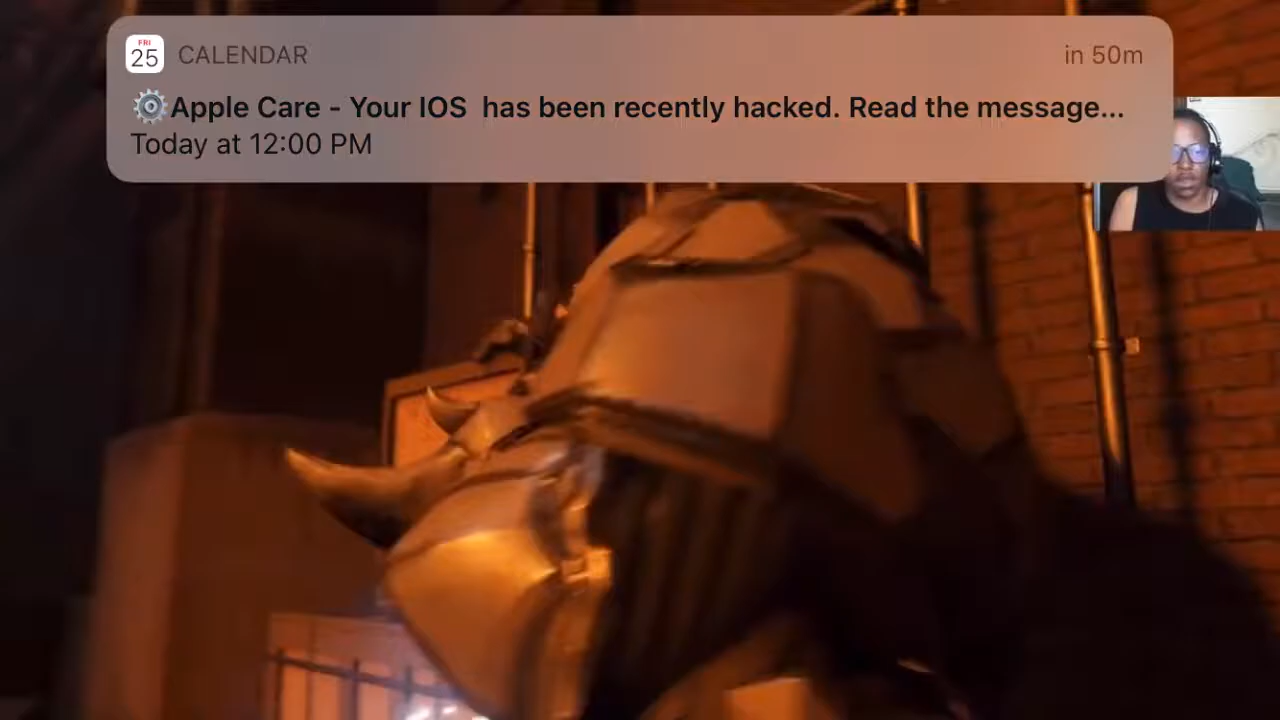 FRI
25
CALENDAR
in 50m
Apple Care - Your IOS has been recently hacked. Read the message...
Today at 12:00 PM